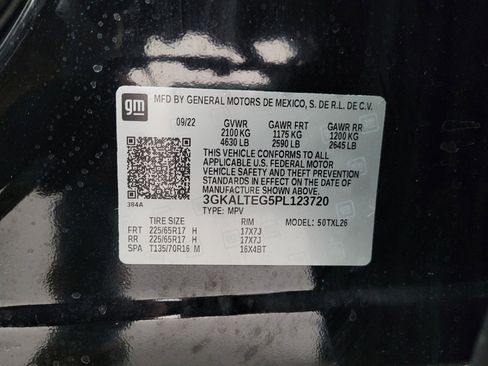 gm
MFD BY GENERAL MOTORS DE MEXICO, S. DE R.L. DE C.V.
09/22 GVWR GAWR FRT GAWR RR
2100 KG 1175 KG 1200 KG
4630 LB 2590 LB 2645 LB
THIS VEHICLE CONFORMS TO ALL
APPLICABLE U.S. FEDERAL MOTOR
VEHICLE SAFETY AND THEFT PREVENTION
STANDARDS IN EFFECT ON THE DATE OF
MANUFACTURE SHOWN ABOVE.
384A
3GKALTEG5PL123720
TYPE: MPV
TIRE SIZE RIM MODEL: 50TXL26
FRT 225/65R17 H 17X7J
RR 225/65R17 H 17X7J
SPA T135/70R16 M 16X4BT